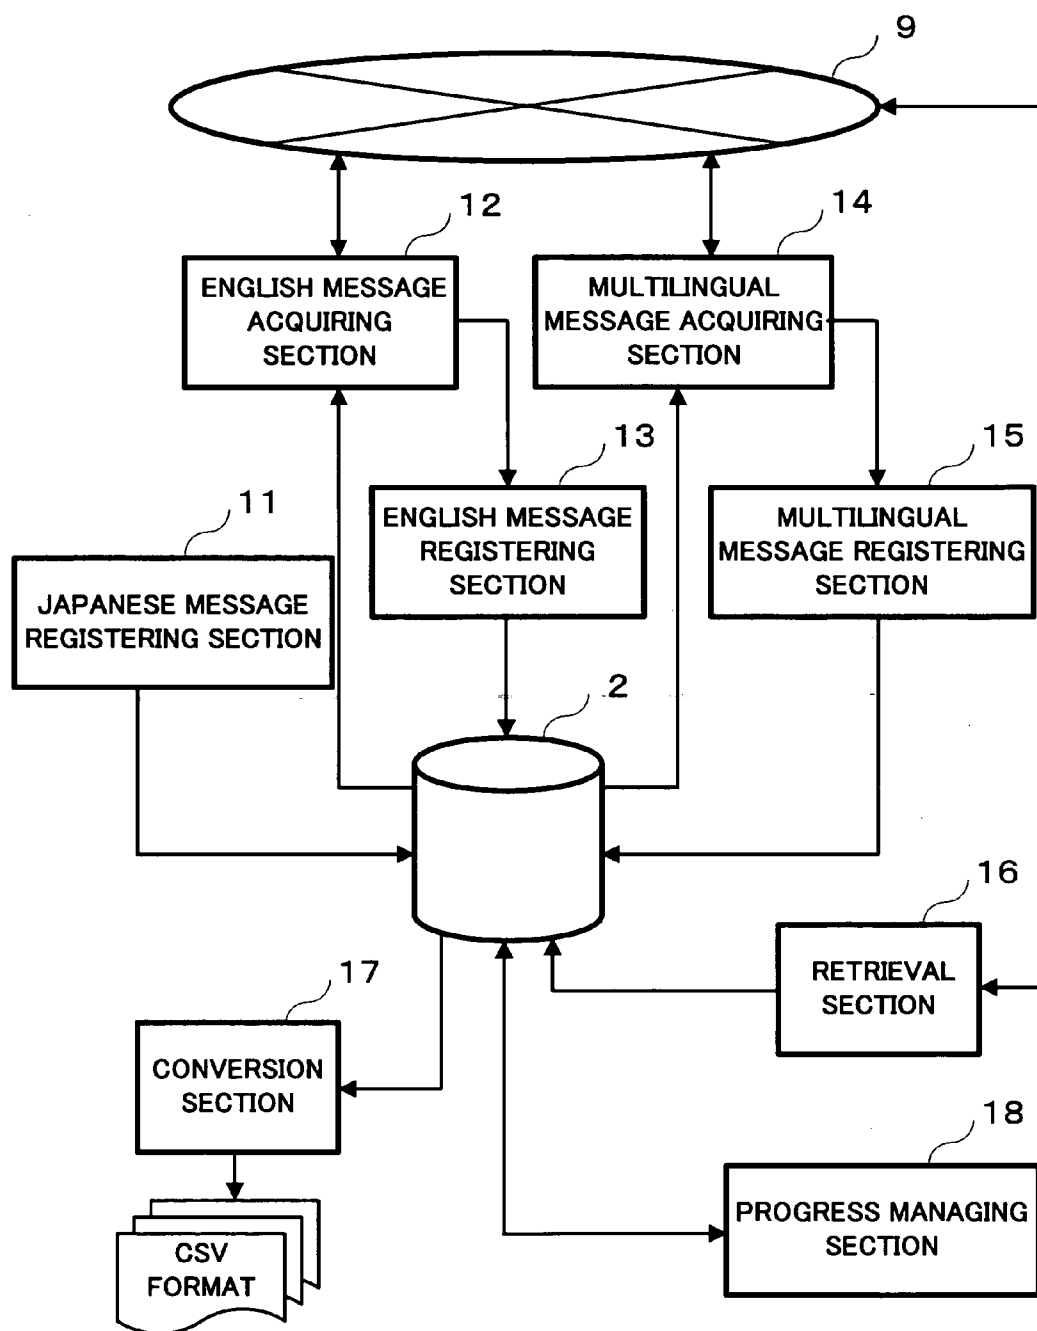 9
12
14
ENGLISH MESSAGE
ACQUIRING
SECTION
MULTILINGUAL
MESSAGE ACQUIRING
SECTION
13
15
11
ENGLISH MESSAGE
REGISTERING
SECTION
MULTILINGUAL
MESSAGE REGISTERING
SECTION
JAPANESE MESSAGE
REGISTERING SECTION
2
16
RETRIEVAL
SECTION
17
CONVERSION
SECTION
18
PROGRESS MANAGING
SECTION
CSV
FORMAT